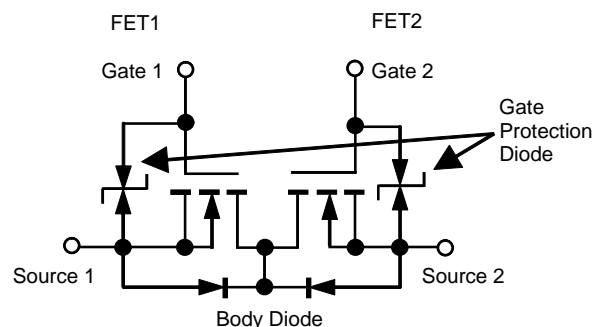 FET1
FET2
Gate 1
Gate 2
Gate
Protection
Diode
Source 1
Source 2
Body Diode